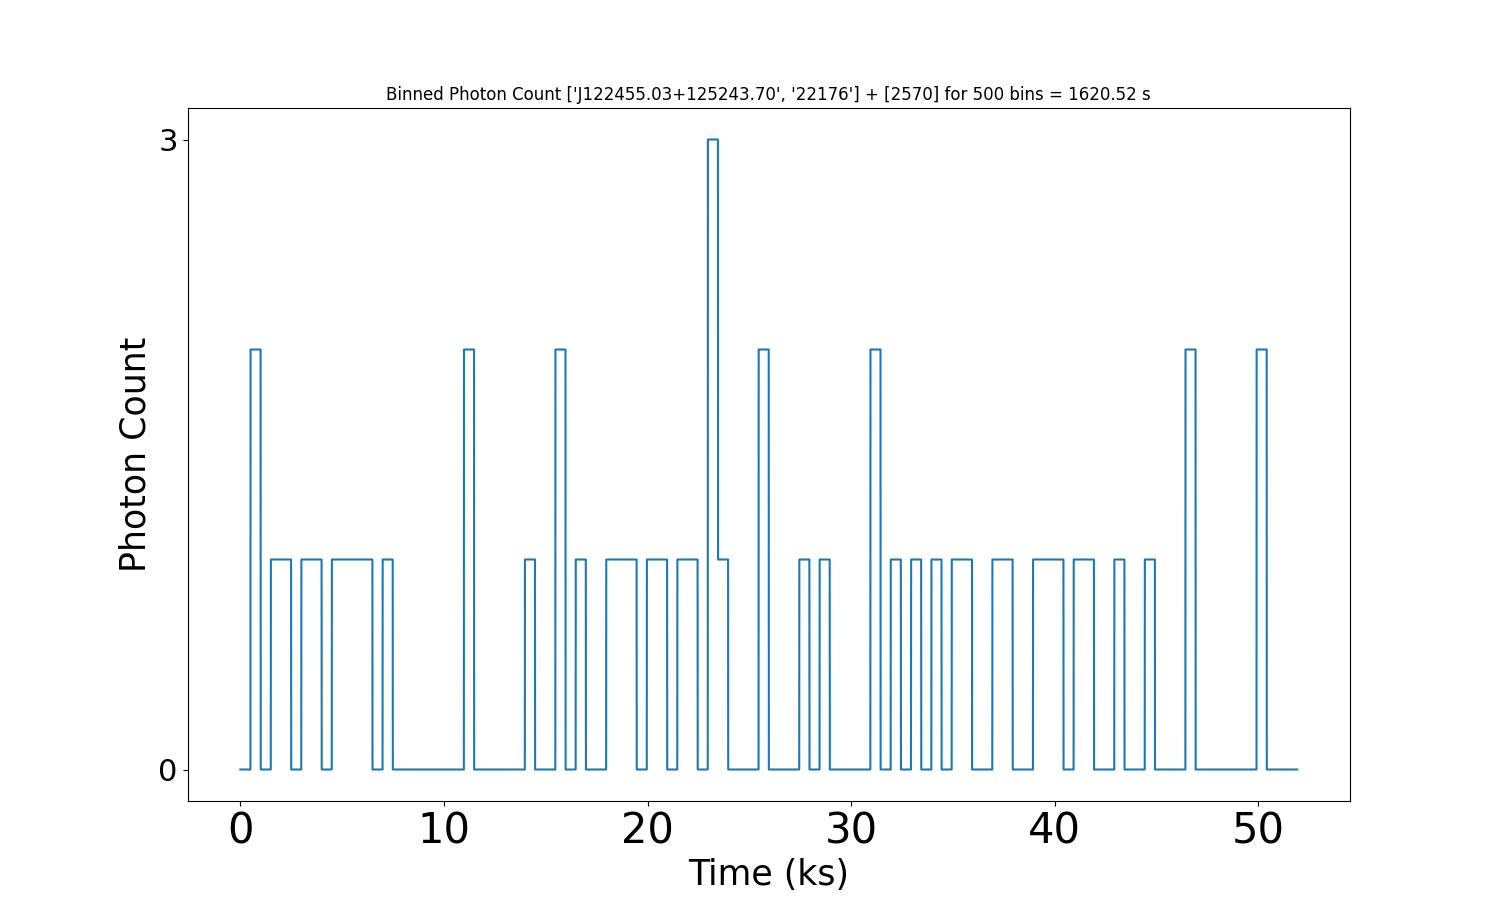 Binned Photon Count ['J122455.03+125243.70', '22176'] + [2570] for 500 bins = 1620.52 s
3
Photon Count
0
0 10 20 30 40 50
Time (ks)